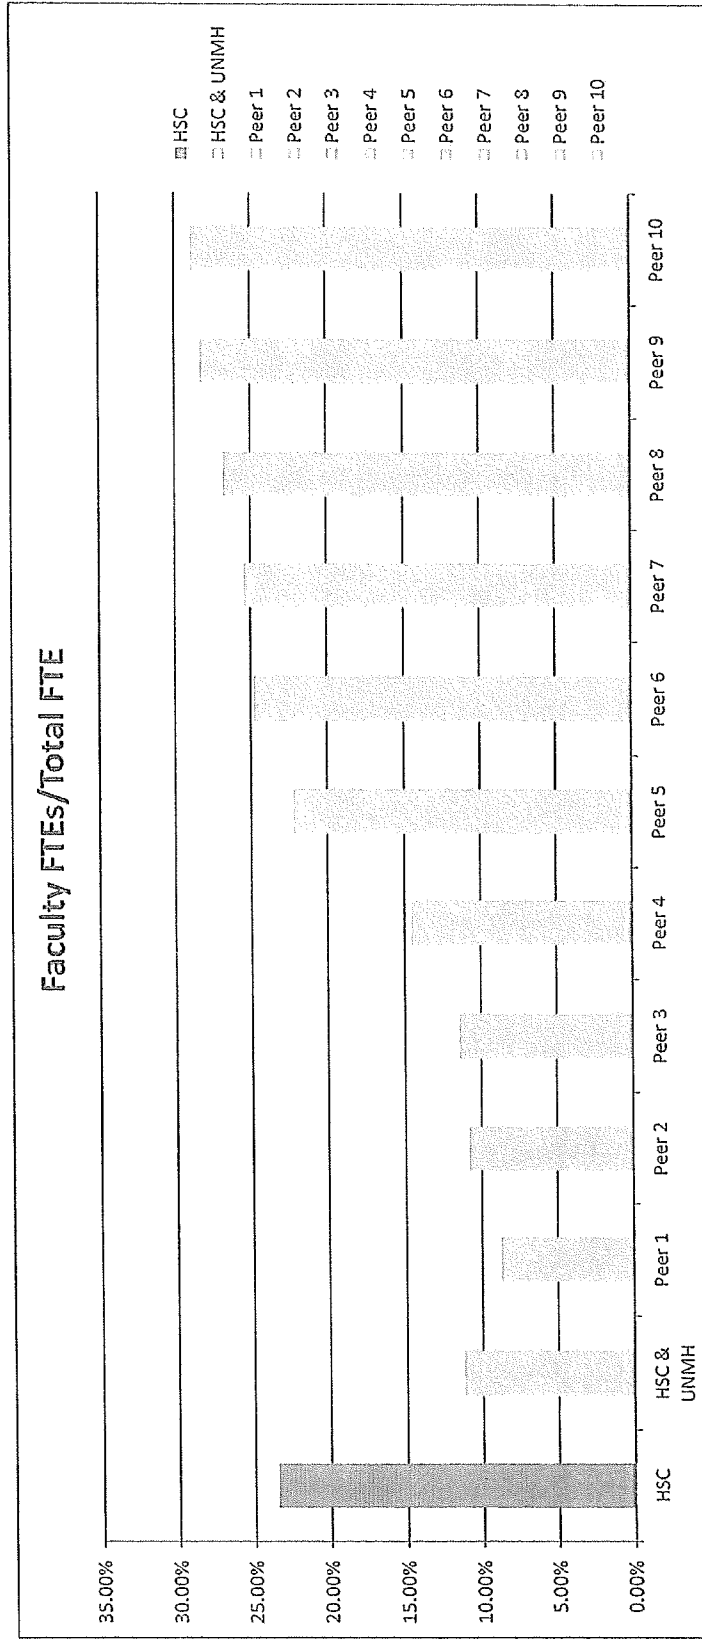 Faculty FTEs/Total FTE
35.00%
30.00%
25.00%
20.00%
15.00%
10.00%
5.00%
0.00%
HSC
HSC &
UNMH
Peer 1
Peer 2
Peer 3
Peer 4
Peer 5
Peer 6
Peer 7
Peer 8
Peer 9
Peer 10
HSC
HSC & UNMH
Peer 1
Peer 2
Peer 3
Peer 4
Peer 5
Peer 6
Peer 7
Peer 8
Peer 9
Peer 10